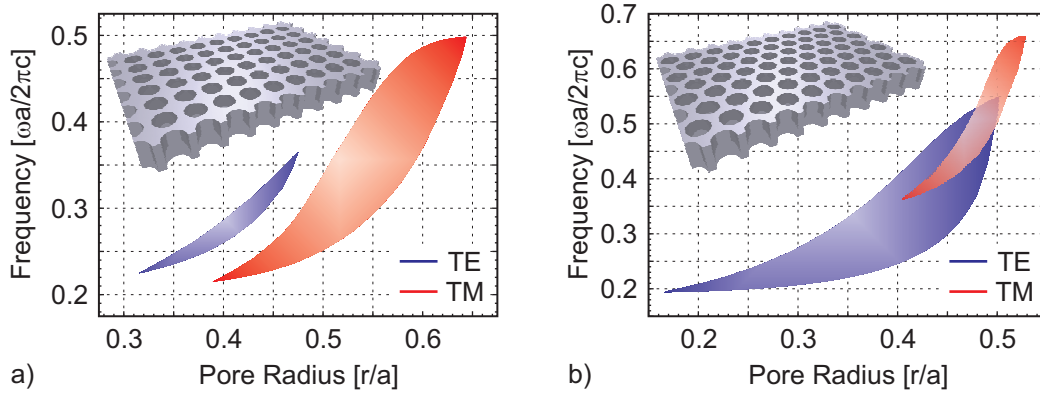 Frequency [ωa/2πc]
0.5
0.4
0.3
0.2
TE
TM
0.3 0.4 0.5 0.6
Pore Radius [r/a]
a)
Frequency [ωa/2πc]
0.7
0.6
0.5
0.4
0.3
0.2
TE
TM
0.2 0.3 0.4 0.5
Pore Radius [r/a]
b)